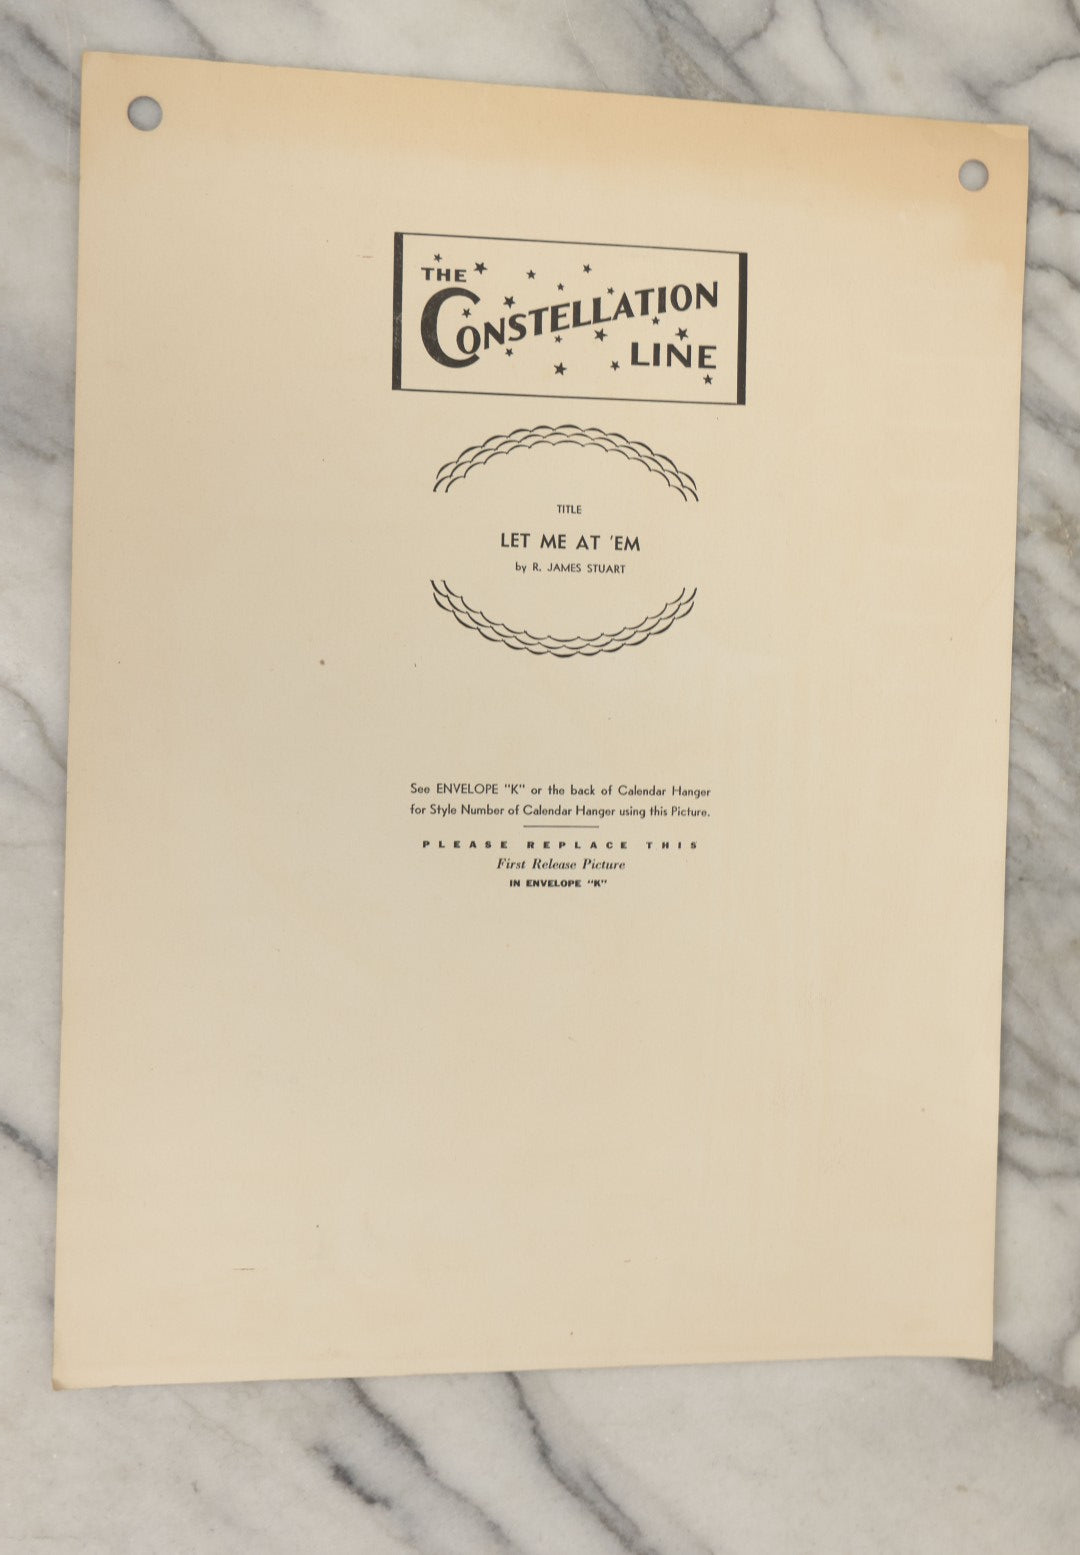 THE
CONSTELLATION
LINE
TITLE
LET ME AT 'EM
by R. JAMES STUART
See ENVELOPE "K" or the back of Calendar Hanger
for Style Number of Calendar Hanger using this Picture.
PLEASE REPLACE THIS
First Release Picture
IN ENVELOPE "K"